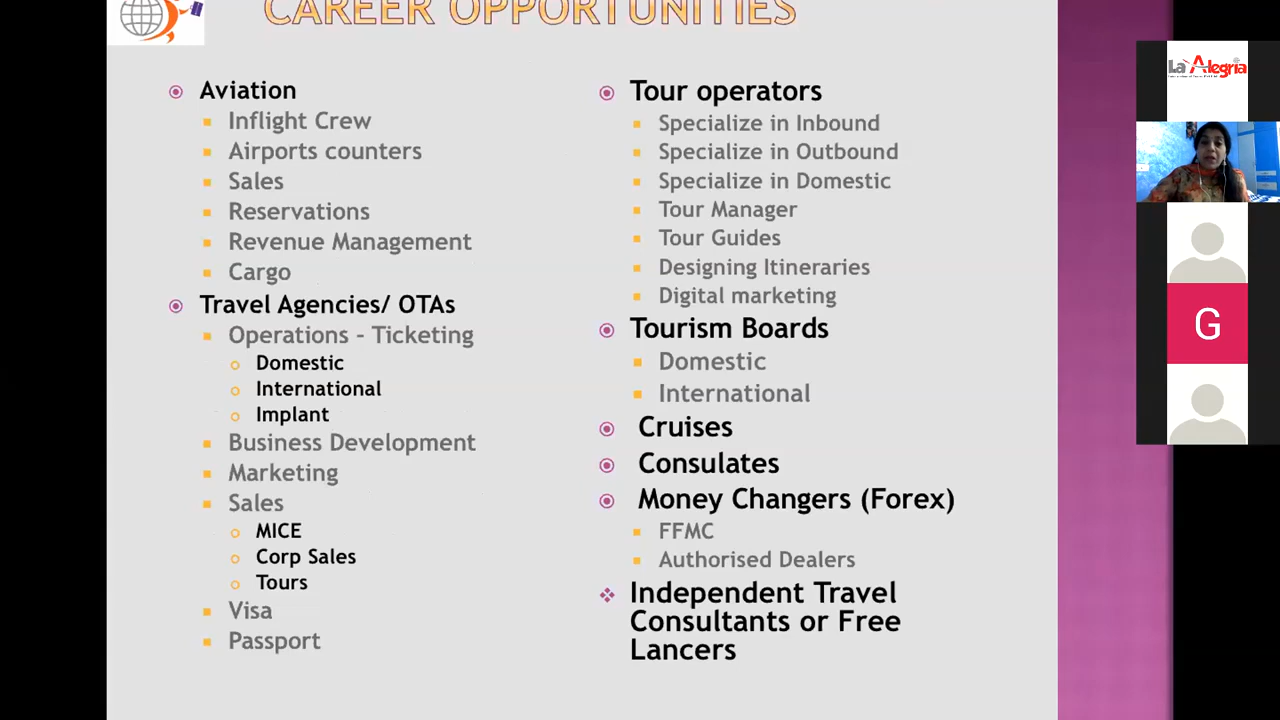 CAREER OPPORTUNITIES
Aviation
Inflight Crew
Airports counters
Sales
Reservations
Revenue Management
Cargo
Travel Agencies/ OTAs
Operations – Ticketing
Domestic
International
Implant
Business Development
Marketing
Sales
MICE
Corp Sales
Tours
Visa
Passport
Tour operators
Specialize in Inbound
Specialize in Outbound
Specialize in Domestic
Tour Manager
Tour Guides
Designing Itineraries
Digital marketing
Tourism Boards
Domestic
International
Cruises
Consulates
Money Changers (Forex)
FFMC
Authorised Dealers
Independent Travel
Consultants or Free
Lancers
La Alegria
G